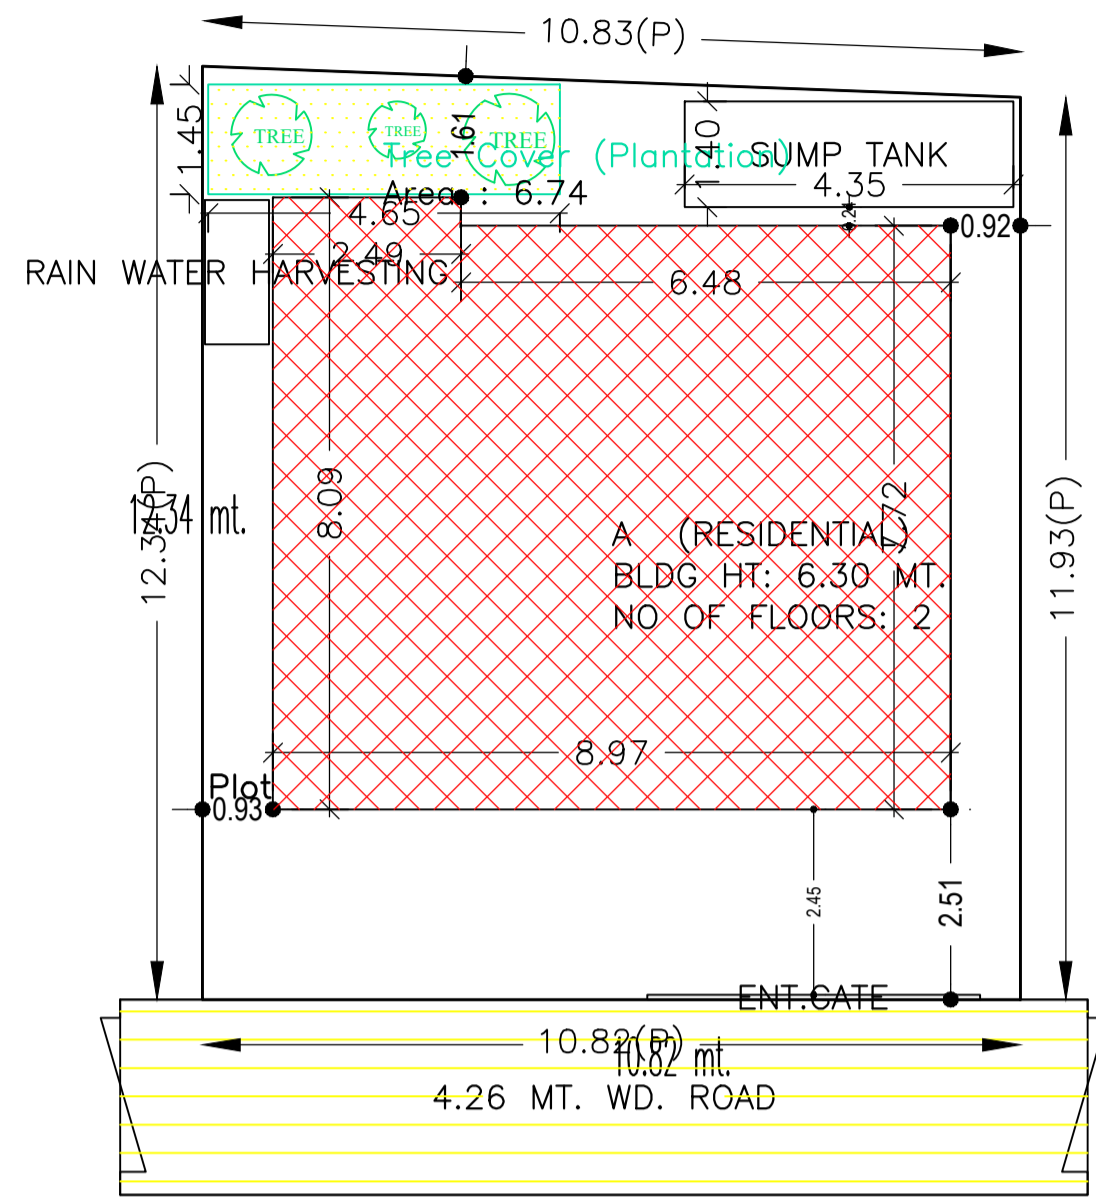 10.83(P)
1.45
TREE
TREE
TREE
1.61
Tree Cover (Plantation)
Area : 6.74
1.40
SUMP TANK
4.35
0.21
4.65
0.92
2.49
RAIN WATER HARVESTING
6.48
12.34(P)
12.34 mt.
8.09
7.72
A (RESIDENTIAL)
BLDG HT: 6.30 MT.
NO OF FLOORS: 2
11.93(P)
8.97
Plot
0.93
2.45
2.51
ENT.GATE
10.82(P)
10.82 mt.
4.26 MT. WD. ROAD